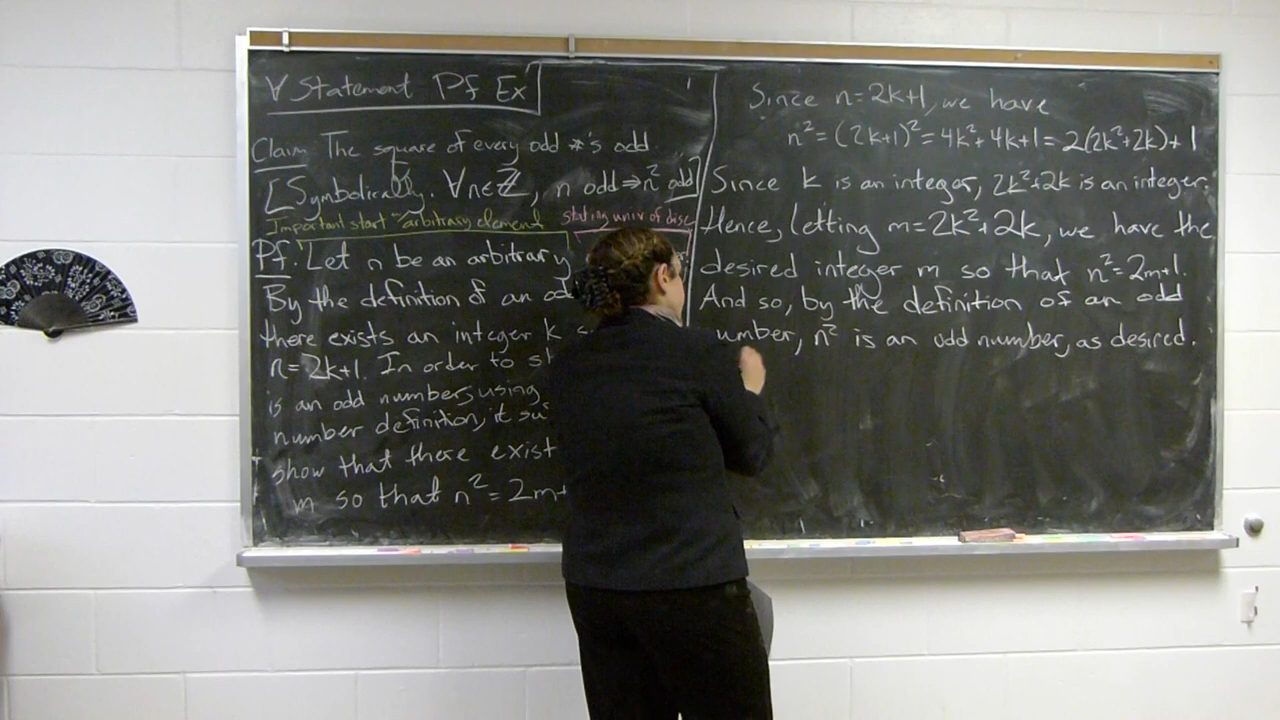 ∀ Statement Pf Ex
Claim The square of every odd #'s odd.
[Symbolically. ∀n∈ℤ, n odd⇒n² odd]
Important start "arbitrary element stating univ of disc
Pf: Let n be an arbitrary
By the definition of an
there exists an integer k
n=2k+1. In order to
is an odd number, using
number definition, it
show that there exist
m so that n² = 2m+
Since n=2k+1, we have
n² = (2k+1)² = 4k²+4k+1 = 2(2k²+2k)+1
Since k is an integer, 2k²+2k is an integer.
Hence, letting m=2k²+2k, we have the
desired integer m so that n²=2m+1.
And so, by the definition of an odd
number, n² is an odd number, as desired.